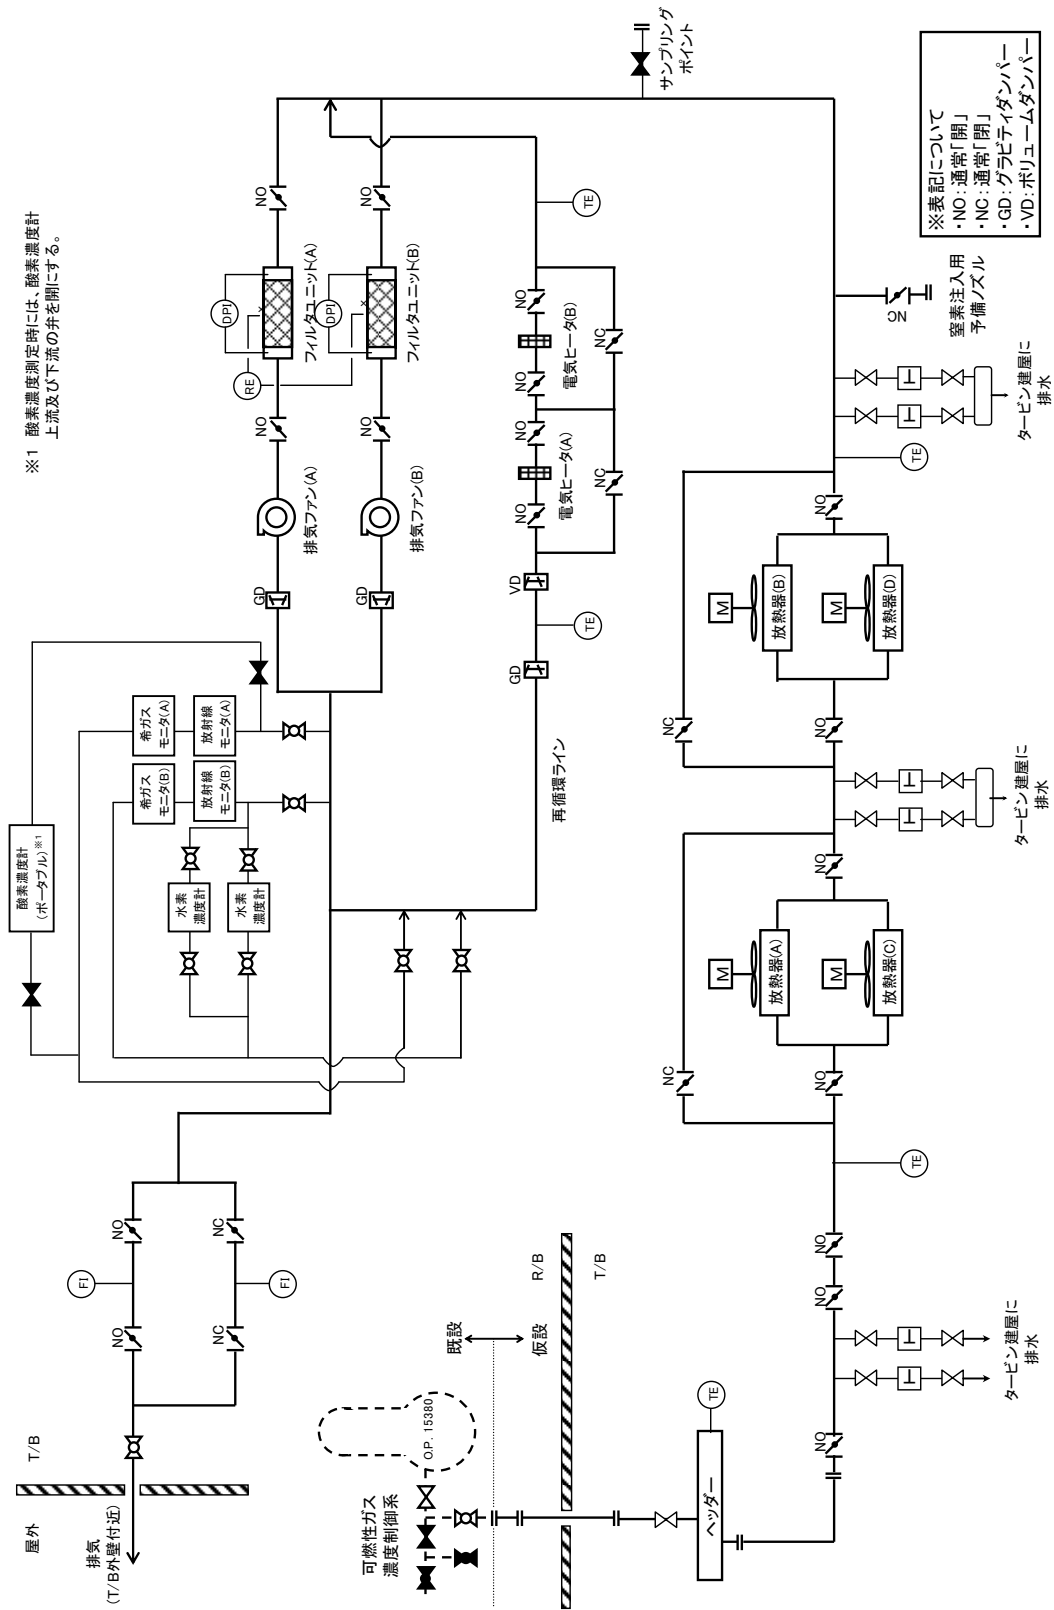 ※1 酸素濃度測定時には、酸素濃度計
上流及び下流の弁を開にする。
サンプリング
ポイント
※表記について
・NO:通常「開」
・NC:通常「閉」
・GD:グラビティダンパー
・VD:ボリュームダンパー
窒素注入用
予備ノズル
NC
NO
NO
DPI
DPI
RE
フィルタユニット(A)
フィルタユニット(B)
NO
NO
排気ファン(A)
排気ファン(B)
GD
GD
TE
NO
電気ヒータ(B)
NO
NC
NO
電気ヒータ(A)
NO
NC
VD
TE
GD
再循環ライン
酸素濃度計
(ポータブル)※1
希ガス
モニタ(A)
放射線
モニタ(A)
希ガス
モニタ(B)
放射線
モニタ(B)
水素
濃度計
水素
濃度計
タービン建屋に
排水
TE
NO
M
放熱器(B)
M
放熱器(D)
NO
NC
タービン建屋に
排水
NO
M
放熱器(A)
M
放熱器(C)
NO
NC
TE
NO
NO
タービン建屋に
排水
NO
TE
ヘッダー
NO
NC
FI
FI
NO
NC
T/B
屋外
排気
(T/B外壁付近)
既設
仮設
R/B
T/B
O.P. 15380
可燃性ガス
濃度制御系